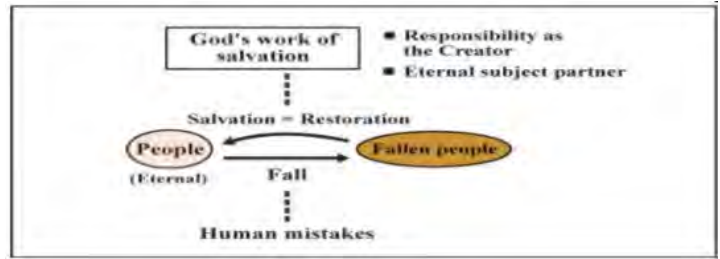 God's work of
salvation
■ Responsibility as
the Creator
■ Eternal subject partner
Salvation = Restoration
People
Fallen people
(Eternal)
Fall
Human mistakes